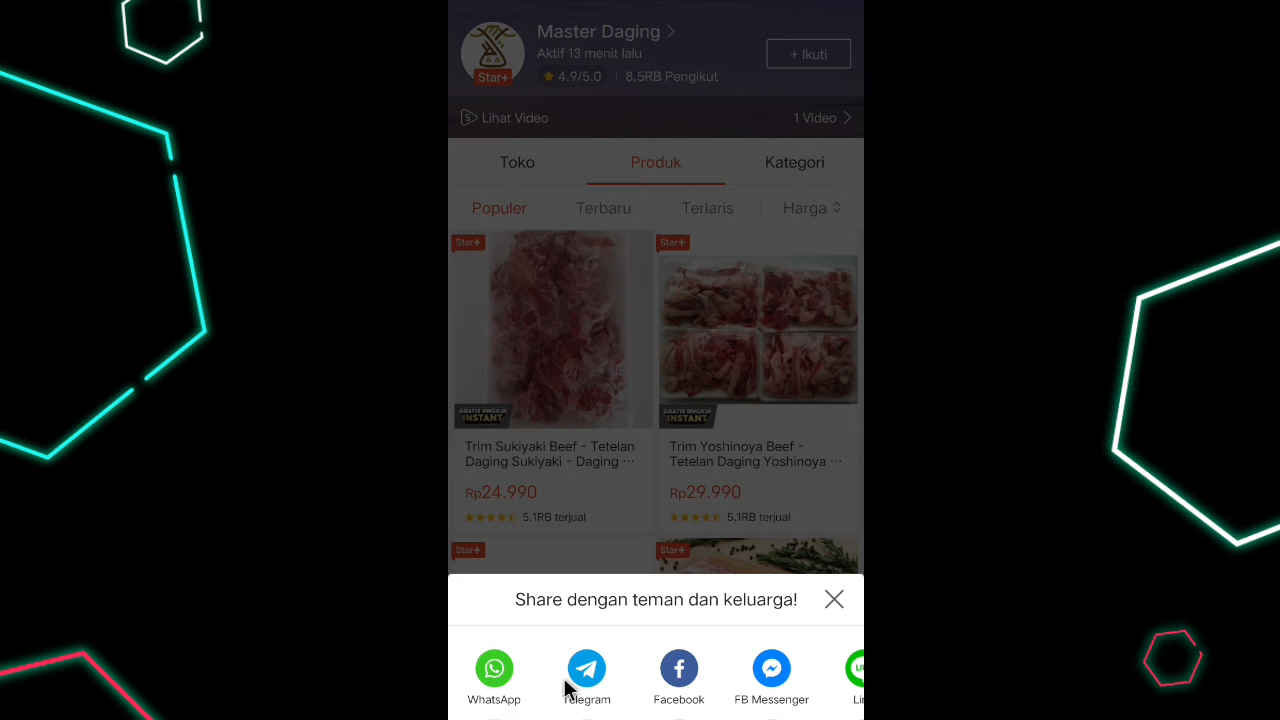 Master Daging
Aktif 13 menit lalu
4.9/5.0 8,5RB Pengikut
+ Ikuti
Star+
Lihat Video
1 Video
Toko Produk Kategori
Populer Terbaru Terlaris Harga
Star+ Star+
GRATIS ONGKIR INSTANT
GRATIS ONGKIR INSTANT
Trim Sukiyaki Beef - Tetelan
Daging Sukiyaki - Daging ...
Rp24.990
5,1RB terjual
Trim Yoshinoya Beef -
Tetelan Daging Yoshinoya ...
Rp29.990
5,1RB terjual
Star+ Star+
Share dengan teman dan keluarga!
WhatsApp Telegram Facebook FB Messenger